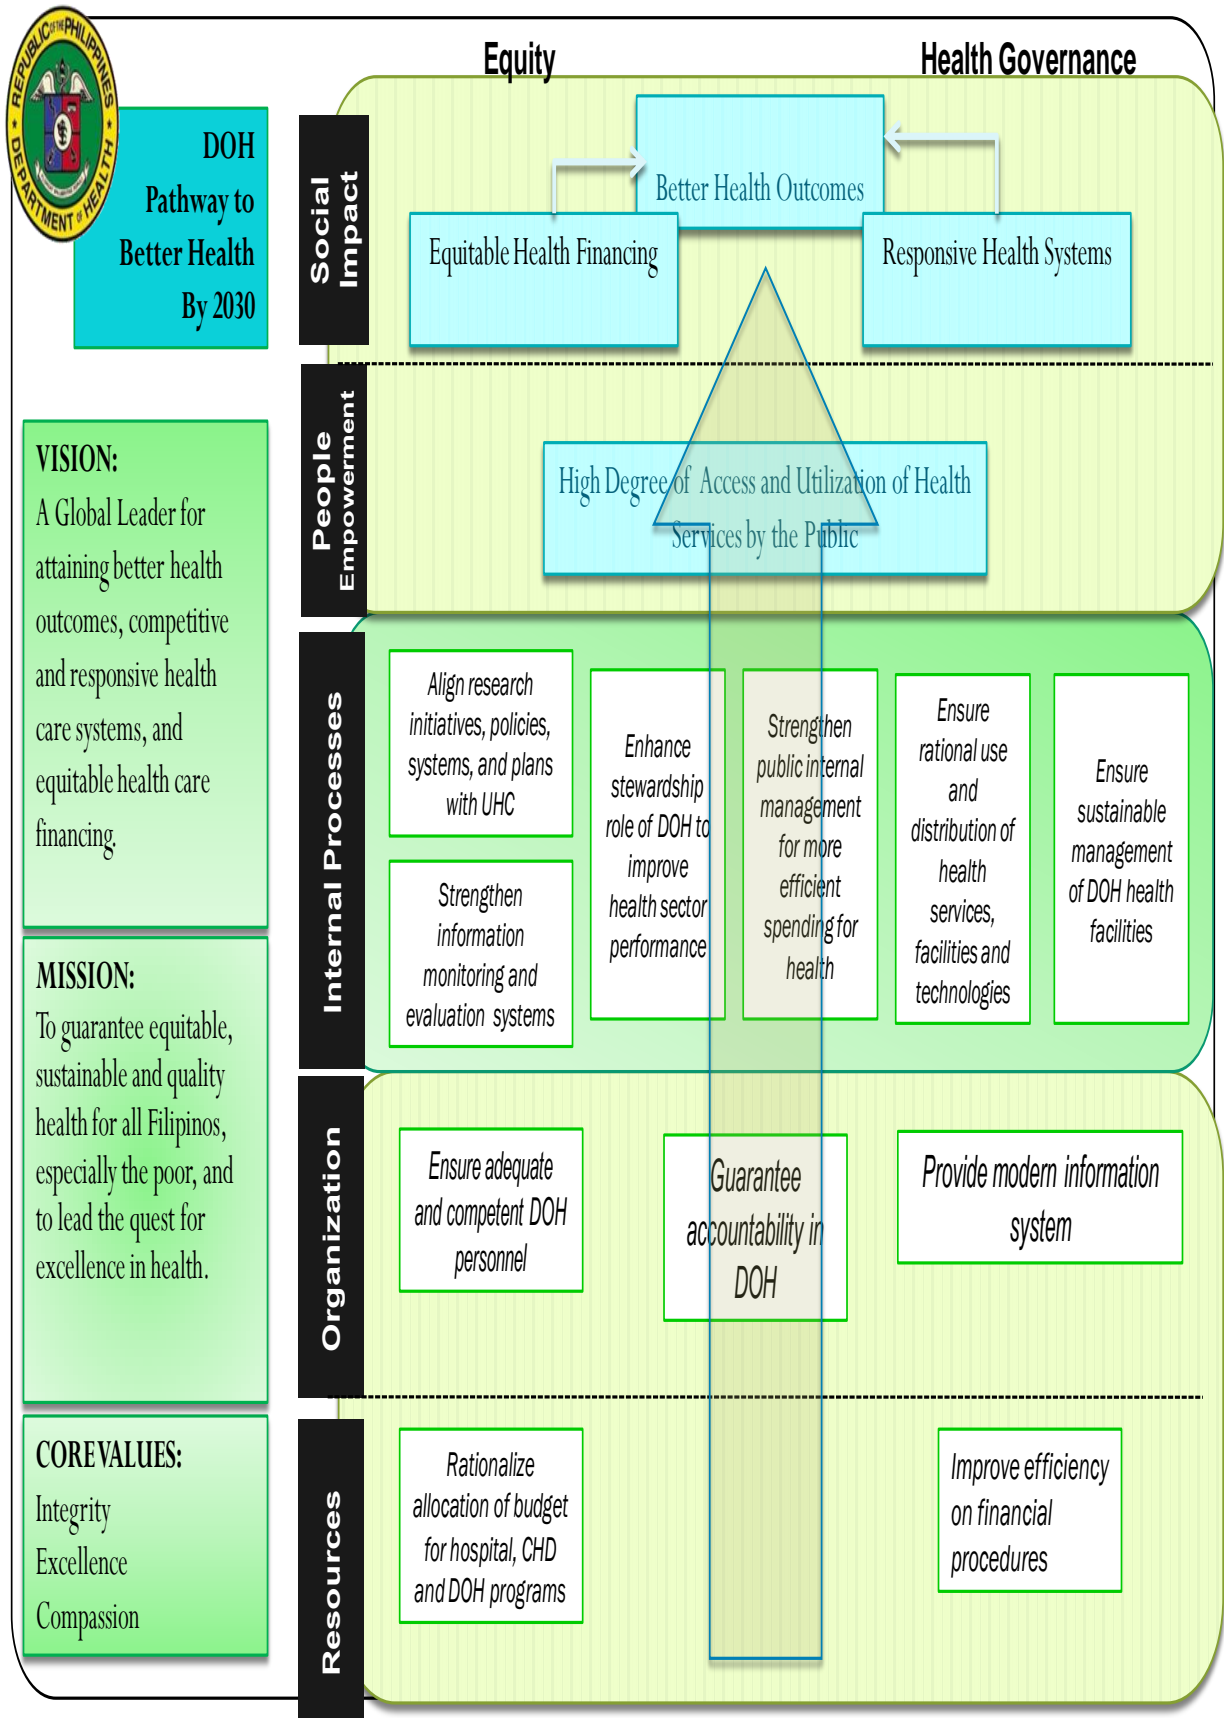 REPUBLIC OF THE PHILIPPINES
DEPARTMENT OF HEALTH
DOH
Pathway to
Better Health
By 2030
VISION:
A Global Leader for
attaining better health
outcomes, competitive
and responsive health
care systems, and
equitable health care
financing.
MISSION:
To guarantee equitable,
sustainable and quality
health for all Filipinos,
especially the poor, and
to lead the quest for
excellence in health.
CORE VALUES:
Integrity
Excellence
Compassion
Equity
Health Governance
Social
Impact
Better Health Outcomes
Equitable Health Financing
Responsive Health Systems
People
Empowerment
High Degree of Access and Utilization of Health
Services by the Public
Internal Processes
Align research
initiatives, policies,
systems, and plans
with UHC
Strengthen
information
monitoring and
evaluation systems
Enhance
stewardship
role of DOH to
improve
health sector
performance
Strengthen
public internal
management
for more
efficient
spending for
health
Ensure
rational use
and
distribution of
health
services,
facilities and
technologies
Ensure
sustainable
management
of DOH health
facilities
Organization
Ensure adequate
and competent DOH
personnel
Guarantee
accountability in
DOH
Provide modern information
system
Resources
Rationalize
allocation of budget
for hospital, CHD
and DOH programs
Improve efficiency
on financial
procedures